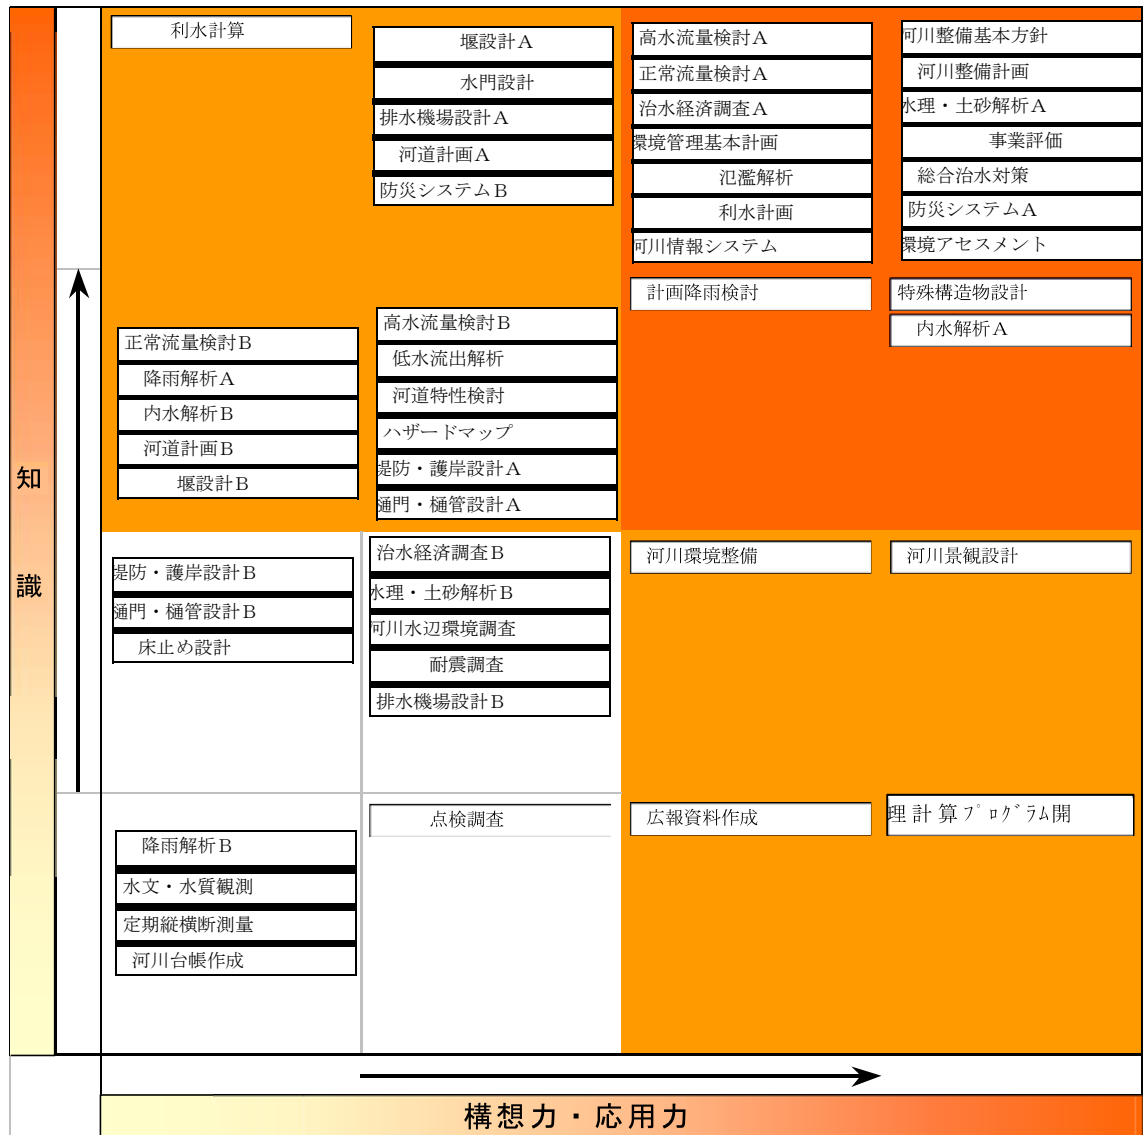 利水計算
堰設計A
水門設計
排水機場設計A
河道計画A
防災システムB
高水流量検討A
正常流量検討A
治水経済調査A
環境管理基本計画
氾濫解析
利水計画
河川情報システム
河川整備基本方針
河川整備計画
水理・土砂解析A
事業評価
総合治水対策
防災システムA
環境アセスメント
正常流量検討B
降雨解析A
内水解析B
河道計画B
堰設計B
高水流量検討B
低水流出解析
河道特性検討
ハザードマップ
堤防・護岸設計A
樋門・樋管設計A
計画降雨検討
特殊構造物設計
内水解析A
知
識
堤防・護岸設計B
樋門・樋管設計B
床止め設計
治水経済調査B
水理・土砂解析B
河川水辺環境調査
耐震調査
排水機場設計B
河川環境整備
河川景観設計
降雨解析B
水文・水質観測
定期縦横断測量
河川台帳作成
点検調査
広報資料作成
理計算プログラム開
構想力・応用力